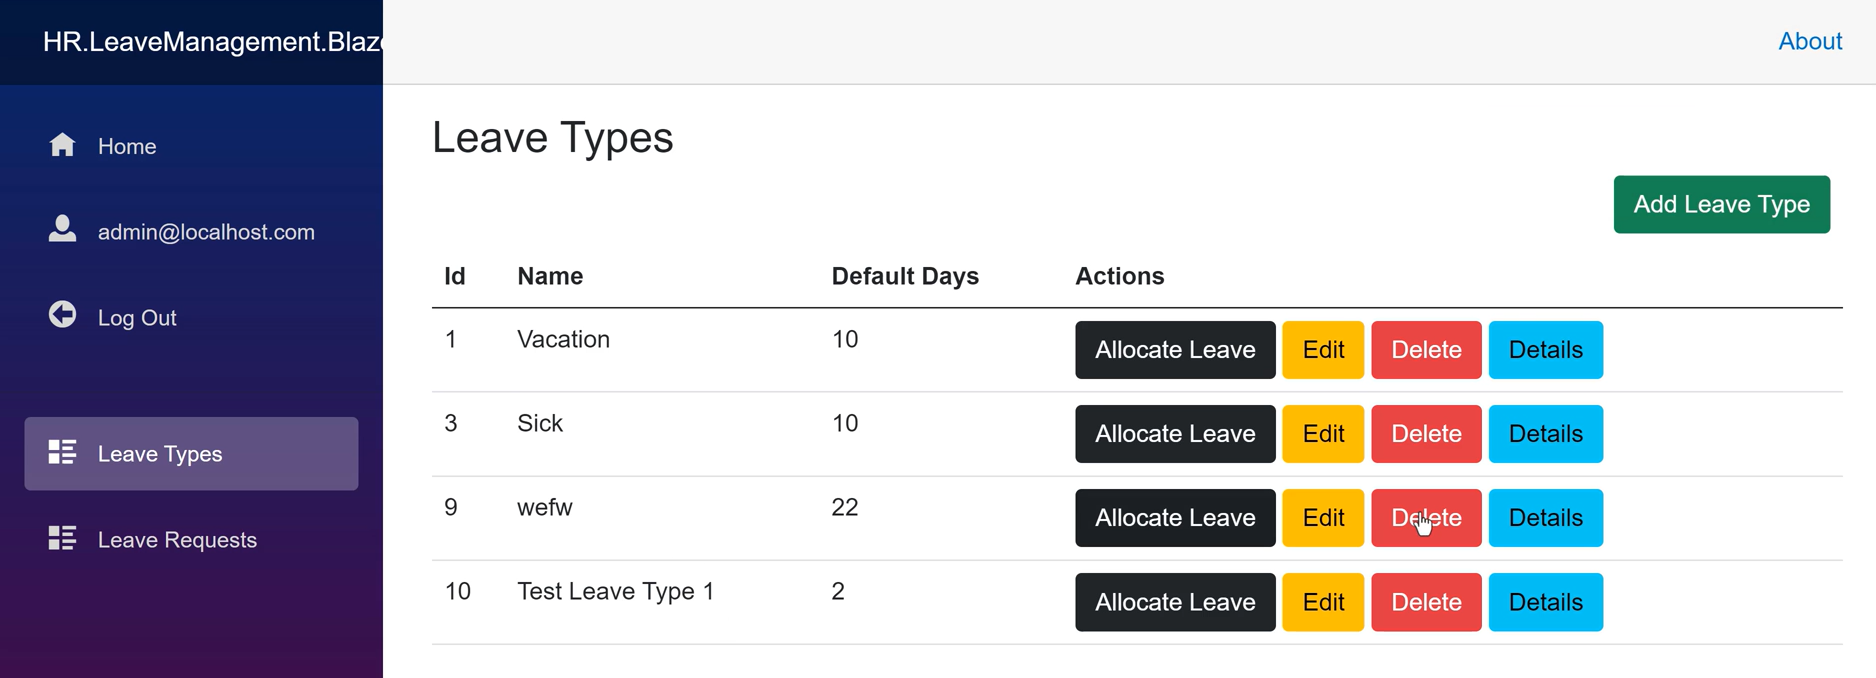 HR.LeaveManagement.Blaz
About
Home
admin@localhost.com
Log Out
Leave Types
Leave Requests
Leave Types
Add Leave Type
Id Name Default Days Actions
1 Vacation 10 Allocate Leave Edit Delete Details
3 Sick 10 Allocate Leave Edit Delete Details
9 wefw 22 Allocate Leave Edit Delete Details
10 Test Leave Type 1 2 Allocate Leave Edit Delete Details